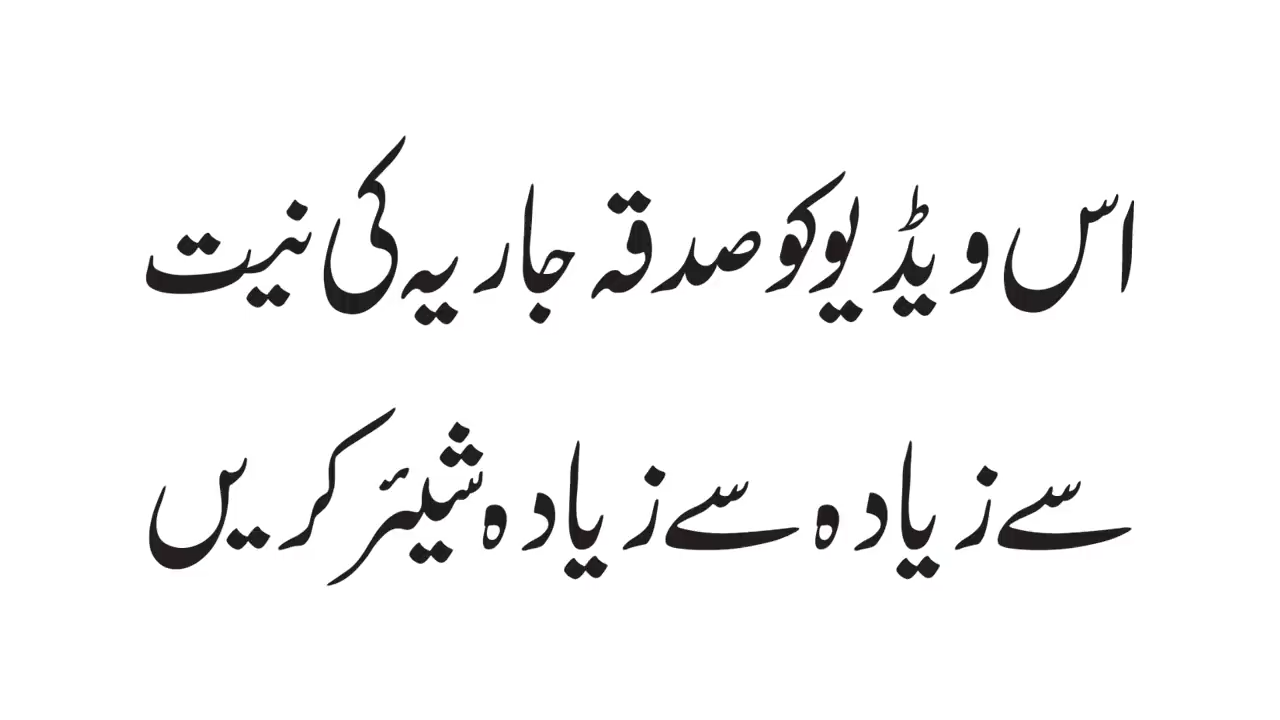 اس ویڈیو کو صدقہ جاریہ کی نیت
سے زیادہ سے زیادہ شیئر کریں